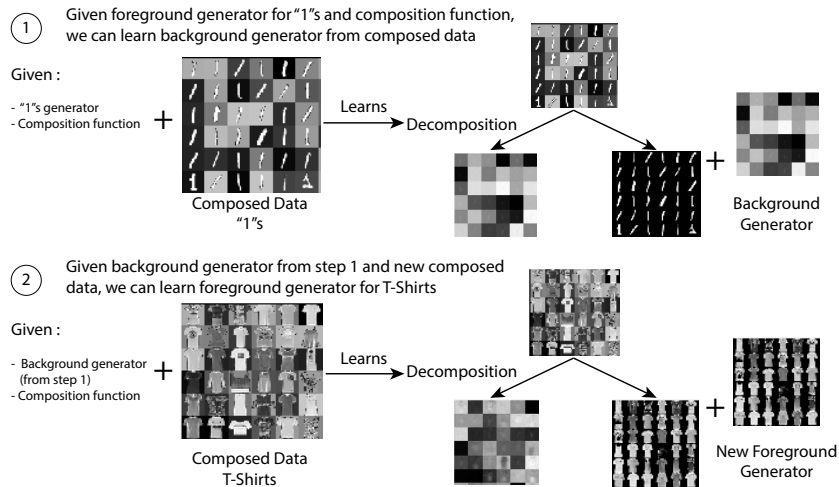 1
Given foreground generator for “1”s and composition function,
we can learn background generator from composed data
Given :
- “1”s generator
- Composition function
+
Composed Data
“1”s
Learns
Decomposition
+
Background
Generator
2
Given background generator from step 1 and new composed
data, we can learn foreground generator for T-Shirts
Given :
- Background generator
(from step 1)
- Composition function
+
Composed Data
T-Shirts
Learns
Decomposition
+
New Foreground
Generator